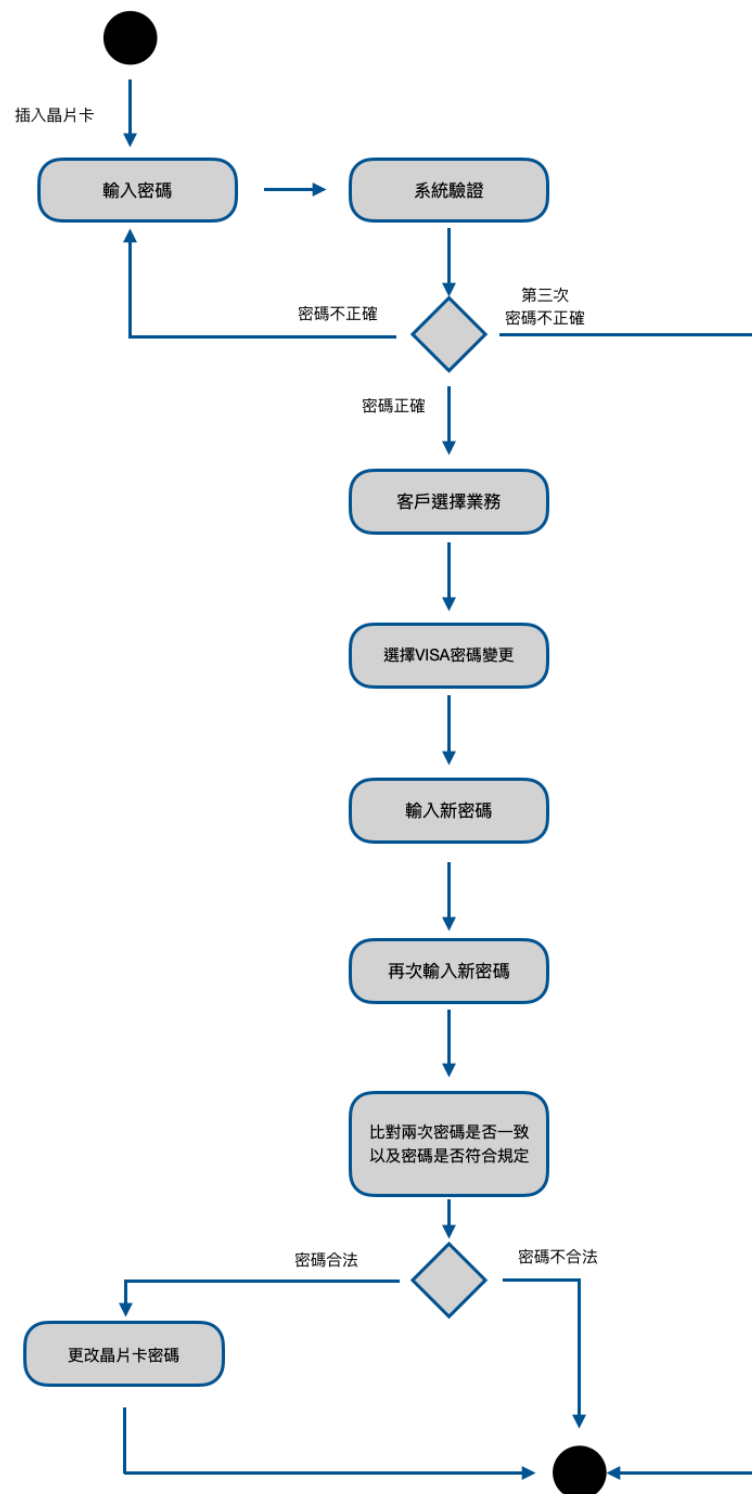 插入晶片卡
輸入密碼
系統驗證
密碼不正確
第三次
密碼不正確
密碼正確
客戶選擇業務
選擇VISA密碼變更
輸入新密碼
再次輸入新密碼
比對兩次密碼是否一致
以及密碼是否符合規定
密碼合法
密碼不合法
更改晶片卡密碼